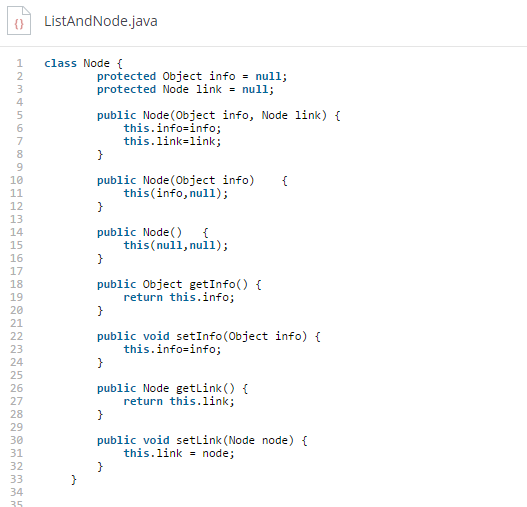 {} ListAndNode.java
1 class Node {
2 protected Object info = null;
3 protected Node link = null;
4
5 public Node(Object info, Node link) {
6 this.info=info;
7 this.link=link;
8 }
9
10 public Node(Object info) {
11 this(info,null);
12 }
13
14 public Node() {
15 this(null,null);
16 }
17
18 public Object getInfo() {
19 return this.info;
20 }
21
22 public void setInfo(Object info) {
23 this.info=info;
24 }
25
26 public Node getLink() {
27 return this.link;
28 }
29
30 public void setLink(Node node) {
31 this.link = node;
32 }
33 }
34
35